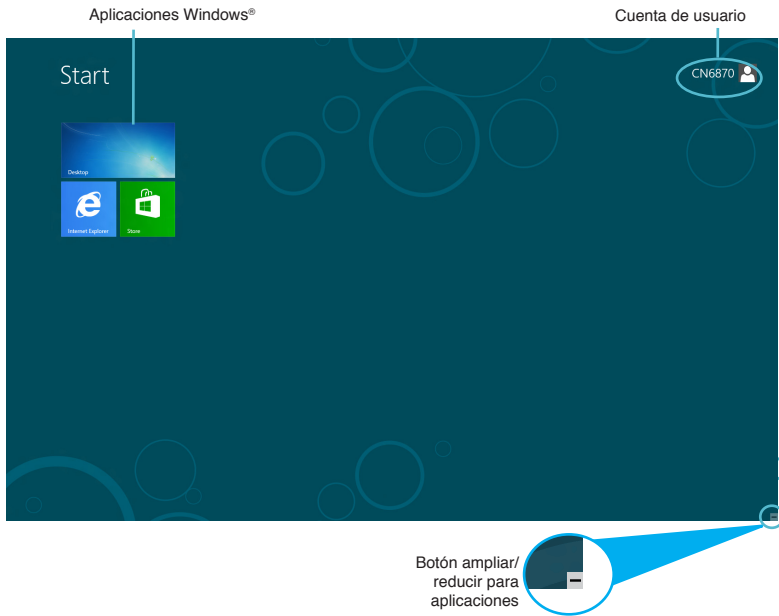 Aplicaciones Windows®
Cuenta de usuario
Start
CN6870
Desktop
Internet Explorer
Store
Botón ampliar/
reducir para
aplicaciones